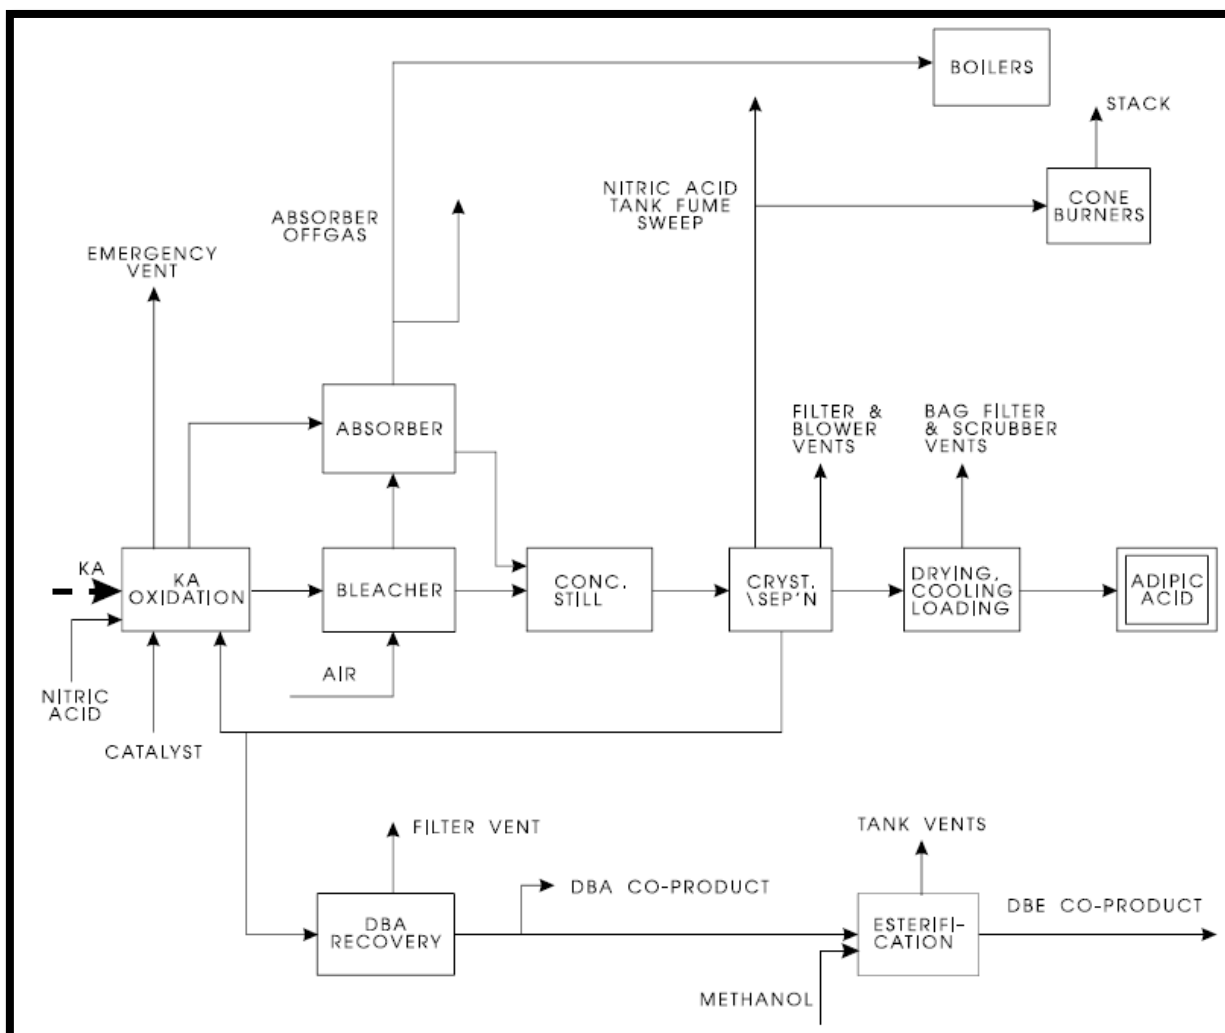 BOILERS
STACK
NITRIC ACID
TANK FUME
SWEEP
CONE
BURNERS
ABSORBER
OFFGAS
EMERGENCY
VENT
FILTER &
BLOWER
VENTS
BAG FILTER
& SCRUBBER
VENTS
ABSORBER
KA
KA
OXIDATION
BLEACHER
CONC.
STILL
CRYST.
\SEP'N
DRYING,
COOLING
LOADING
ADIPIC
ACID
AIR
NITRIC
ACID
CATALYST
FILTER VENT
TANK VENTS
DBA CO-PRODUCT
DBE CO-PRODUCT
DBA
RECOVERY
ESTERIFI-
CATION
METHANOL